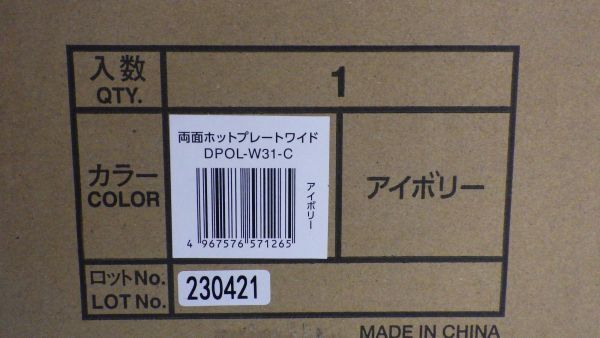 入数
QTY.
1
カラー
COLOR
両面ホットプレートワイド
DPOL-W31-C
アイボリー
4 967576 571265
アイボリー
ロットNo.
LOT No.
230421
MADE IN CHINA